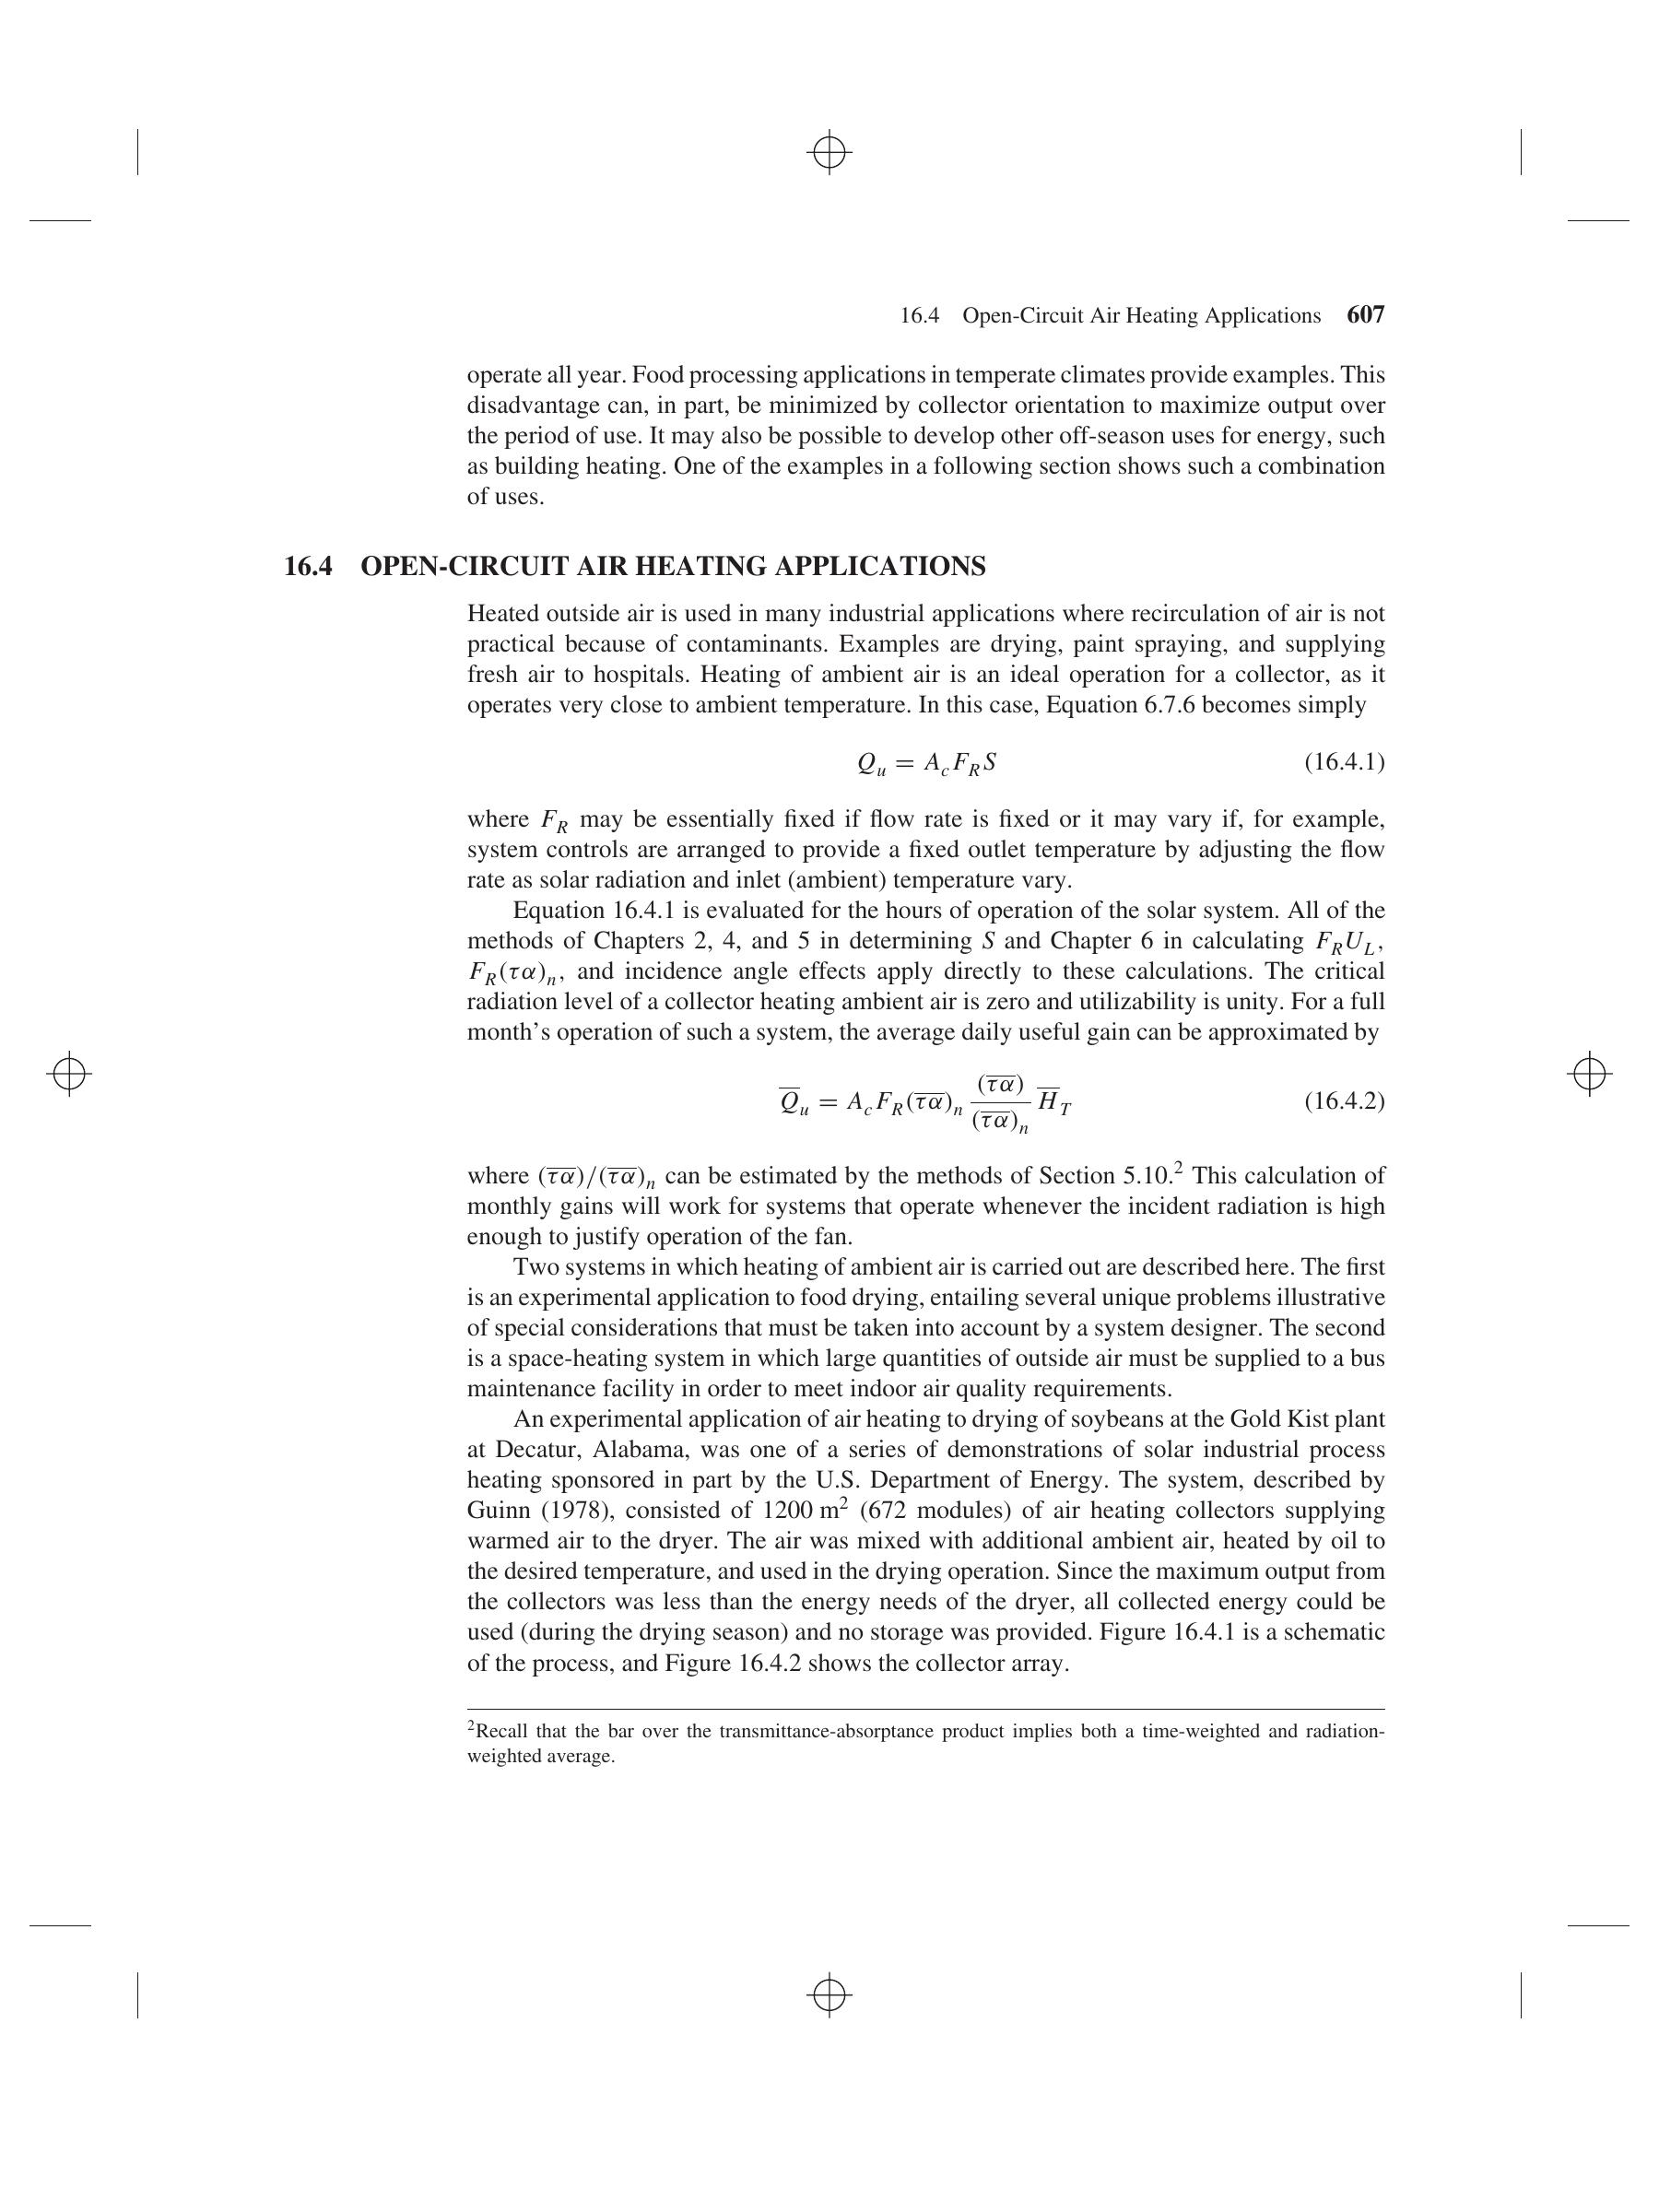 16.4 Open-Circuit Air Heating Applications 607
operate all year. Food processing applications in temperate climates provide examples. This
disadvantage can, in part, be minimized by collector orientation to maximize output over
the period of use. It may also be possible to develop other off-season uses for energy, such
as building heating. One of the examples in a following section shows such a combination
of uses.
16.4 OPEN-CIRCUIT AIR HEATING APPLICATIONS
Heated outside air is used in many industrial applications where recirculation of air is not
practical because of contaminants. Examples are drying, paint spraying, and supplying
fresh air to hospitals. Heating of ambient air is an ideal operation for a collector, as it
operates very close to ambient temperature. In this case, Equation 6.7.6 becomes simply
$Q_u = A_c F_R S$ (16.4.1)
where $F_R$ may be essentially fixed if flow rate is fixed or it may vary if, for example,
system controls are arranged to provide a fixed outlet temperature by adjusting the flow
rate as solar radiation and inlet (ambient) temperature vary.
Equation 16.4.1 is evaluated for the hours of operation of the solar system. All of the
methods of Chapters 2, 4, and 5 in determining $S$ and Chapter 6 in calculating $F_R U_L$,
$F_R(\tau\alpha)_n$, and incidence angle effects apply directly to these calculations. The critical
radiation level of a collector heating ambient air is zero and utilizability is unity. For a full
month's operation of such a system, the average daily useful gain can be approximated by
$\overline{Q}_u = A_c F_R (\overline{\tau\alpha})_n \frac{(\overline{\tau\alpha})}{(\overline{\tau\alpha})_n} \overline{H}_T$ (16.4.2)
where $(\overline{\tau\alpha})/(\overline{\tau\alpha})_n$ can be estimated by the methods of Section 5.10.² This calculation of
monthly gains will work for systems that operate whenever the incident radiation is high
enough to justify operation of the fan.
Two systems in which heating of ambient air is carried out are described here. The first
is an experimental application to food drying, entailing several unique problems illustrative
of special considerations that must be taken into account by a system designer. The second
is a space-heating system in which large quantities of outside air must be supplied to a bus
maintenance facility in order to meet indoor air quality requirements.
An experimental application of air heating to drying of soybeans at the Gold Kist plant
at Decatur, Alabama, was one of a series of demonstrations of solar industrial process
heating sponsored in part by the U.S. Department of Energy. The system, described by
Guinn (1978), consisted of 1200 m² (672 modules) of air heating collectors supplying
warmed air to the dryer. The air was mixed with additional ambient air, heated by oil to
the desired temperature, and used in the drying operation. Since the maximum output from
the collectors was less than the energy needs of the dryer, all collected energy could be
used (during the drying season) and no storage was provided. Figure 16.4.1 is a schematic
of the process, and Figure 16.4.2 shows the collector array.
²Recall that the bar over the transmittance-absorptance product implies both a time-weighted and radiation-
weighted average.